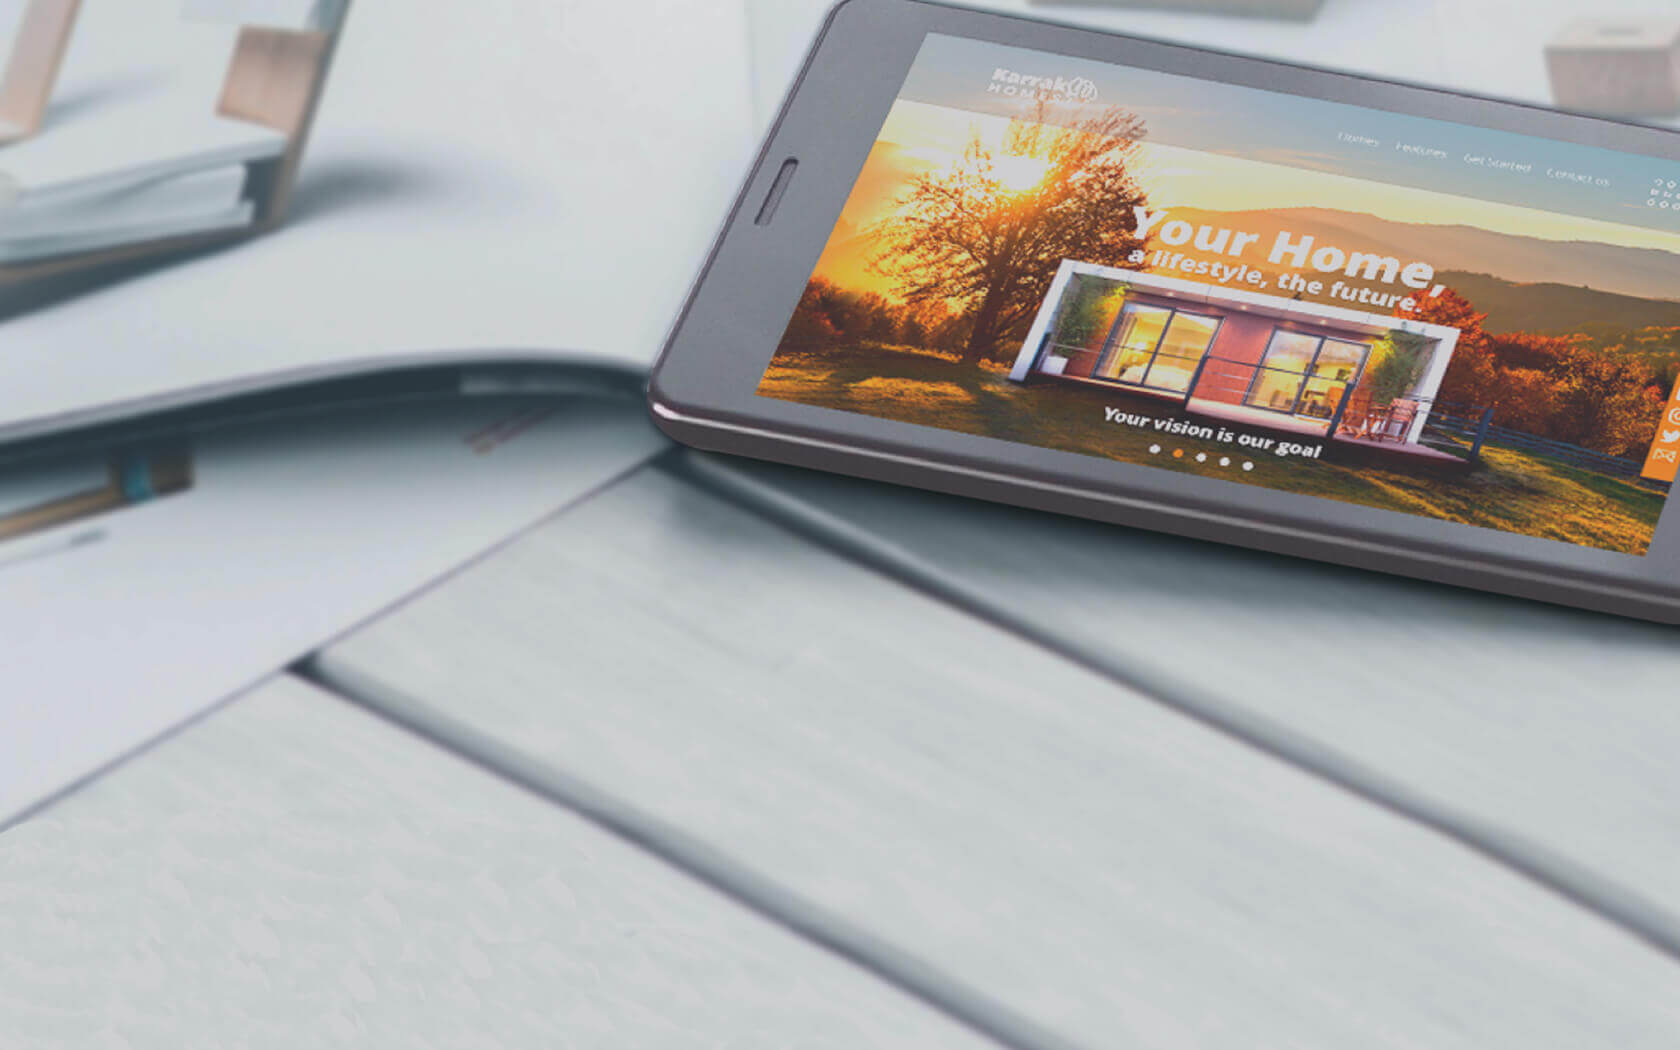 Karrak
HOMES
Homes Features Get Started Contact us
Your Home,
a lifestyle, the future.
Your vision is our goal